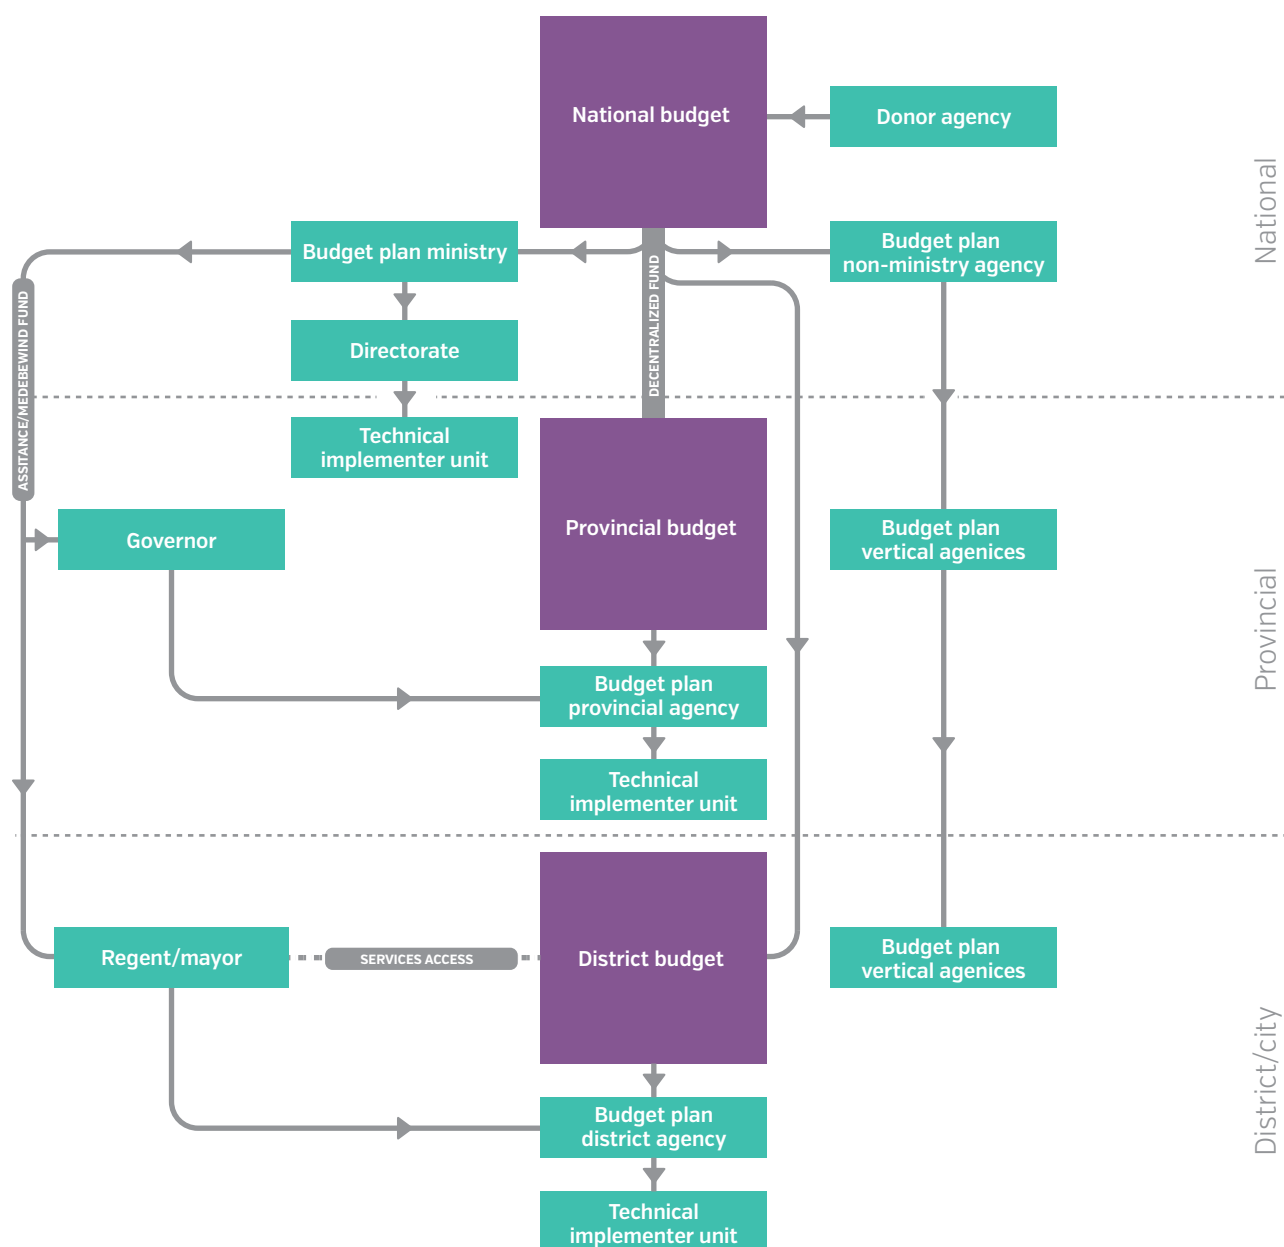 National budget
Donor agency
National
Budget plan ministry
Budget plan
non-ministry agency
DECENTRALIZED FUND
ASSITANCE/MEDEBEWIND FUND
Directorate
Technical
implementer unit
Provincial budget
Governor
Budget plan
vertical agenices
Provincial
Budget plan
provincial agency
Technical
implementer unit
Regent/mayor
SERVICES ACCESS
District budget
Budget plan
vertical agenices
District/city
Budget plan
district agency
Technical
implementer unit